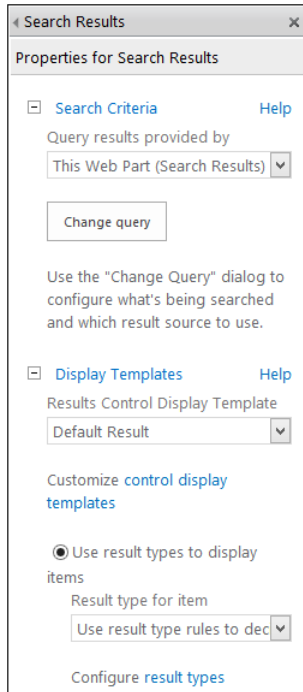 Search Results
Properties for Search Results
Search Criteria Help
Query results provided by
This Web Part (Search Results)
Change query
Use the "Change Query" dialog to
configure what's being searched
and which result source to use.
Display Templates Help
Results Control Display Template
Default Result
Customize control display
templates
Use result types to display
items
Result type for item
Use result type rules to dec
Configure result types